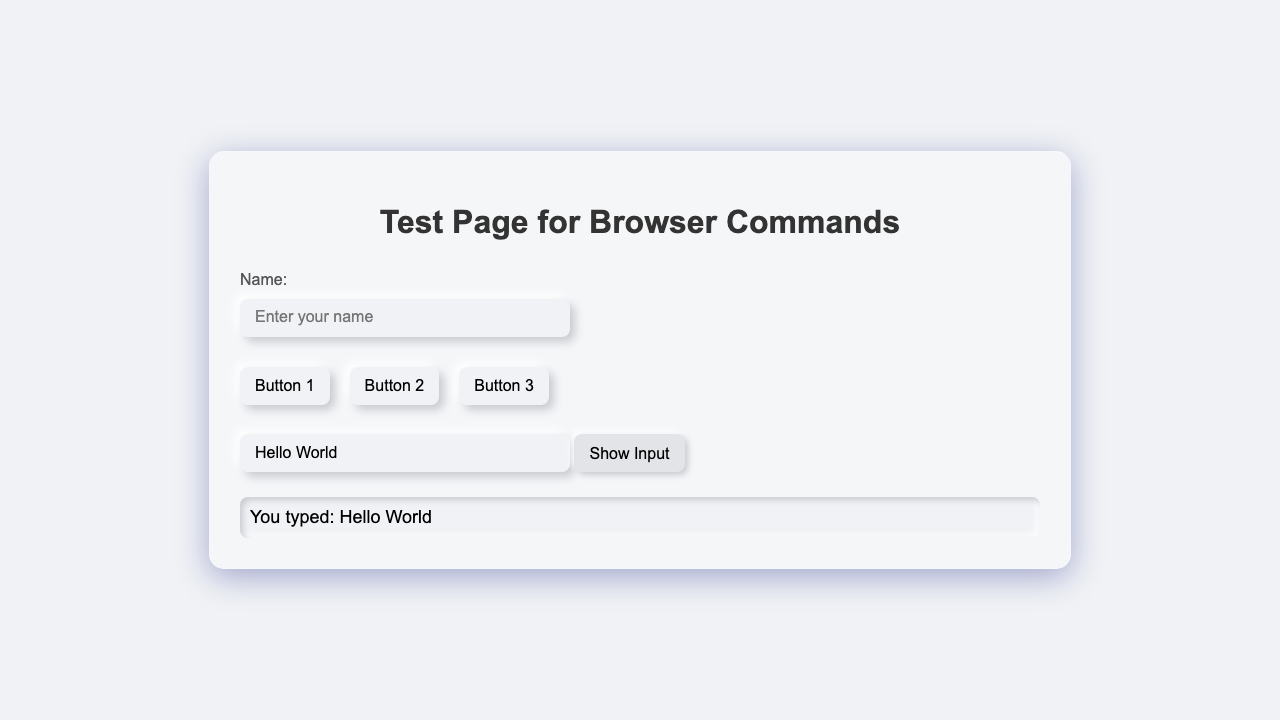 Test Page for Browser Commands
Name:
Enter your name
Button 1 Button 2 Button 3
Hello World Show Input
You typed: Hello World